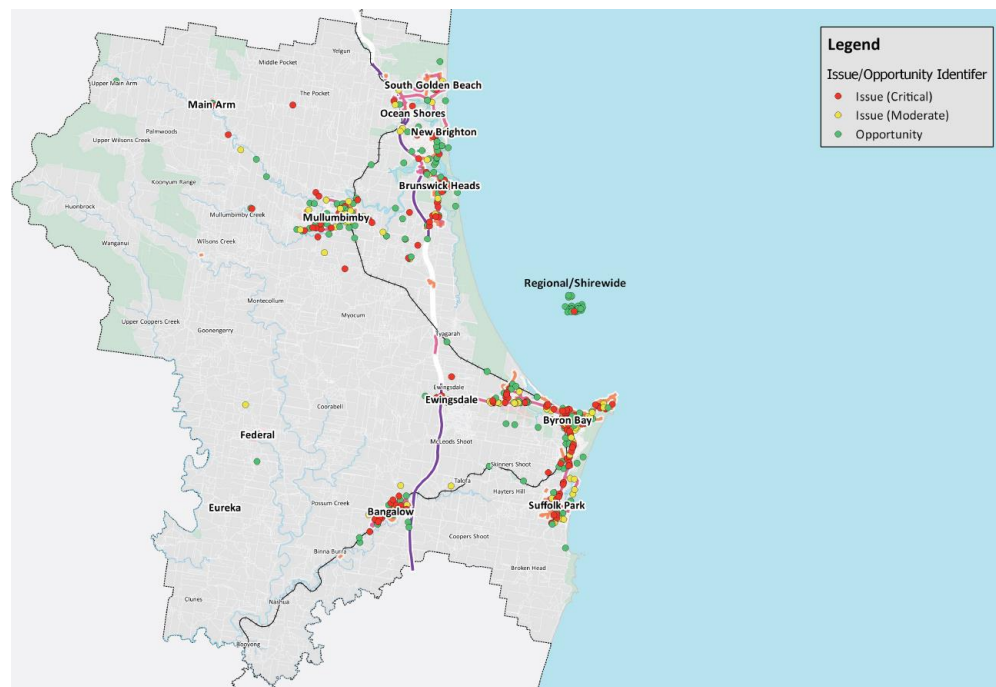 Legend
Issue/Opportunity Identifer
Issue (Critical)
Issue (Moderate)
Opportunity
Yelgun
Middle Pocket
Upper Main Arm
South Golden Beach
The Pocket
Main Arm
Ocean Shores
Palmwoods
New Brighton
Upper Wilsons Creek
Koonyum Range
Brunswick Heads
Huonbrook
Mullumbimby Creek
Mullumbimby
Wilsons Creek
Wanganui
Regional/Shirewide
Montecollum
Myocum
Upper Coopers Creek
Goonengerry
Tyagarah
Ewingsdale
Ewingsdale
Coorabell
Byron Bay
Federal
McLeods Shoot
Skinners Shoot
Talofa
Hayters Hill
Possum Creek
Suffolk Park
Eureka
Bangalow
Coopers Shoot
Binna Burra
Broken Head
Clunes
Nashua
Booyong